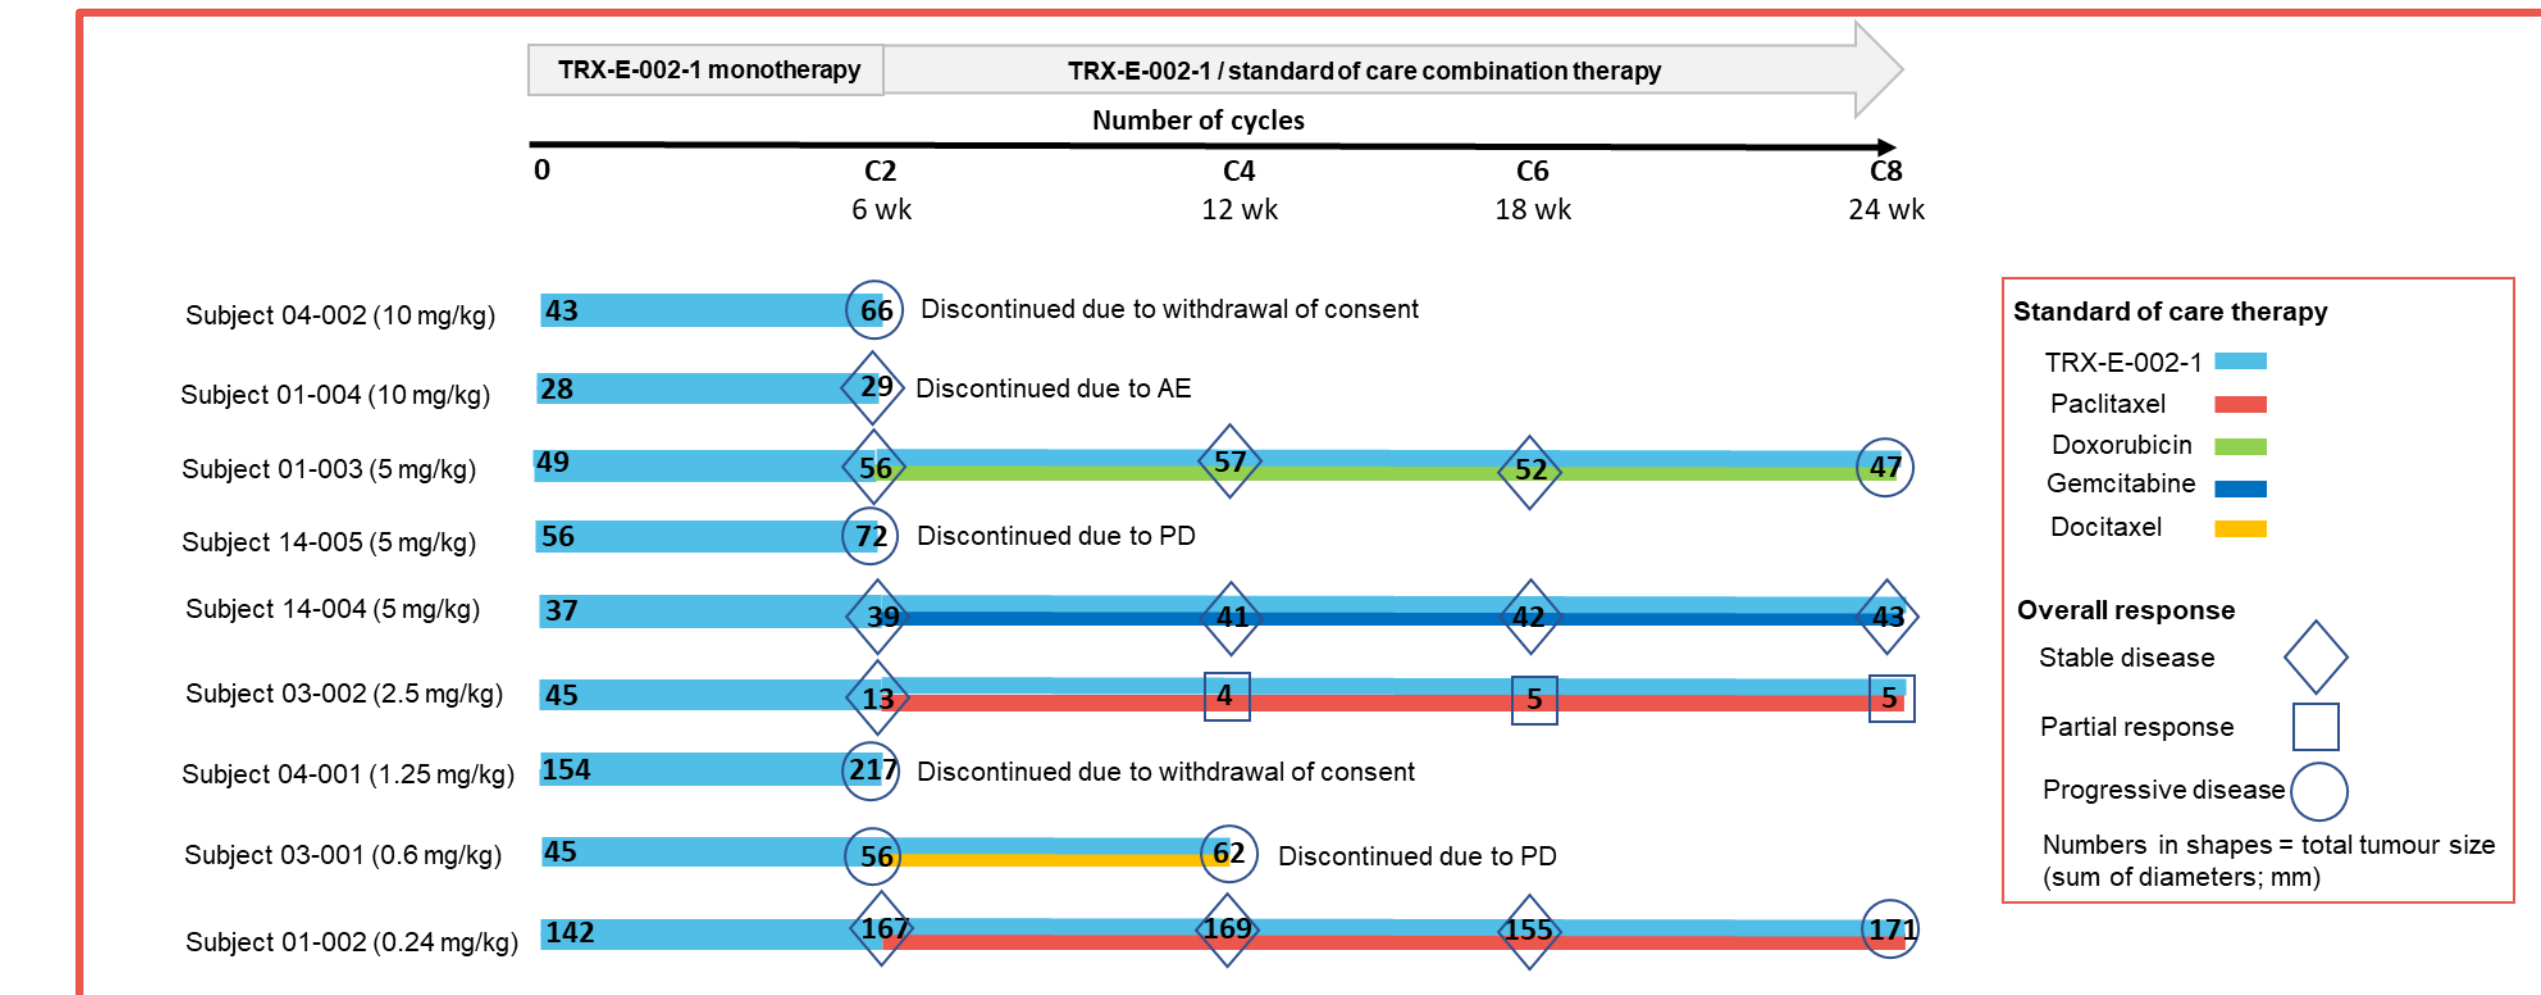 TRX-E-002-1 monotherapy
TRX-E-002-1 / standard of care combination therapy
Number of cycles
0 C2 C4 C6 C8
6 wk 12 wk 18 wk 24 wk
Subject 04-002 (10 mg/kg) 43 66 Discontinued due to withdrawal of consent
Subject 01-004 (10 mg/kg) 28 29 Discontinued due to AE
Subject 01-003 (5 mg/kg) 49 56 57 52 47
Subject 14-005 (5 mg/kg) 56 72 Discontinued due to PD
Subject 14-004 (5 mg/kg) 37 39 41 42 43
Subject 03-002 (2.5 mg/kg) 45 13 4 5 5
Subject 04-001 (1.25 mg/kg) 154 217 Discontinued due to withdrawal of consent
Subject 03-001 (0.6 mg/kg) 45 56 62 Discontinued due to PD
Subject 01-002 (0.24 mg/kg) 142 167 169 155 171
Standard of care therapy
TRX-E-002-1
Paclitaxel
Doxorubicin
Gemcitabine
Docitaxel
Overall response
Stable disease
Partial response
Progressive disease
Numbers in shapes = total tumour size
(sum of diameters; mm)